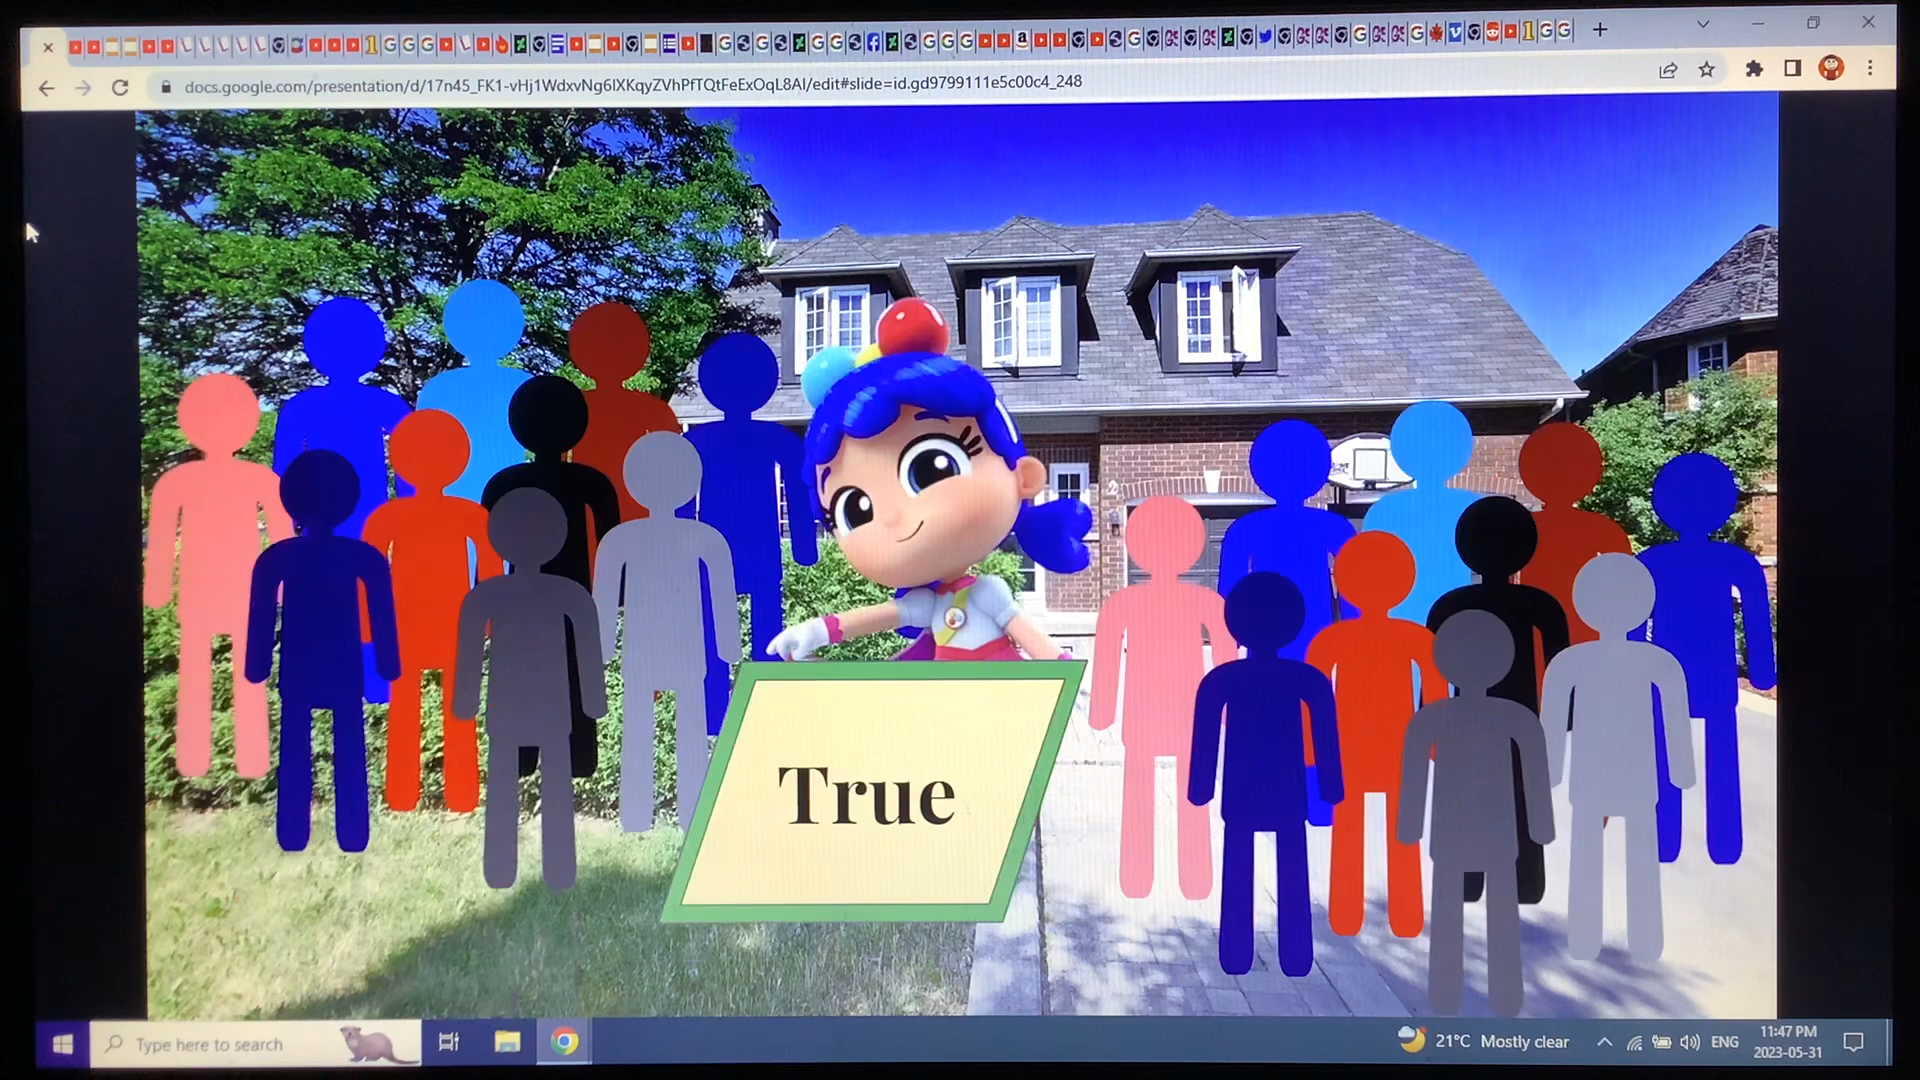 docs.google.com/presentation/d/17n45_FK1-vHj1WdxvNg6IXKqyZVhPfTQtFeExOqL8AI/edit#slide=id.gd9799111e5c00c4_248
True
Type here to search
21°C Mostly clear
ENG
11:47 PM
2023-05-31